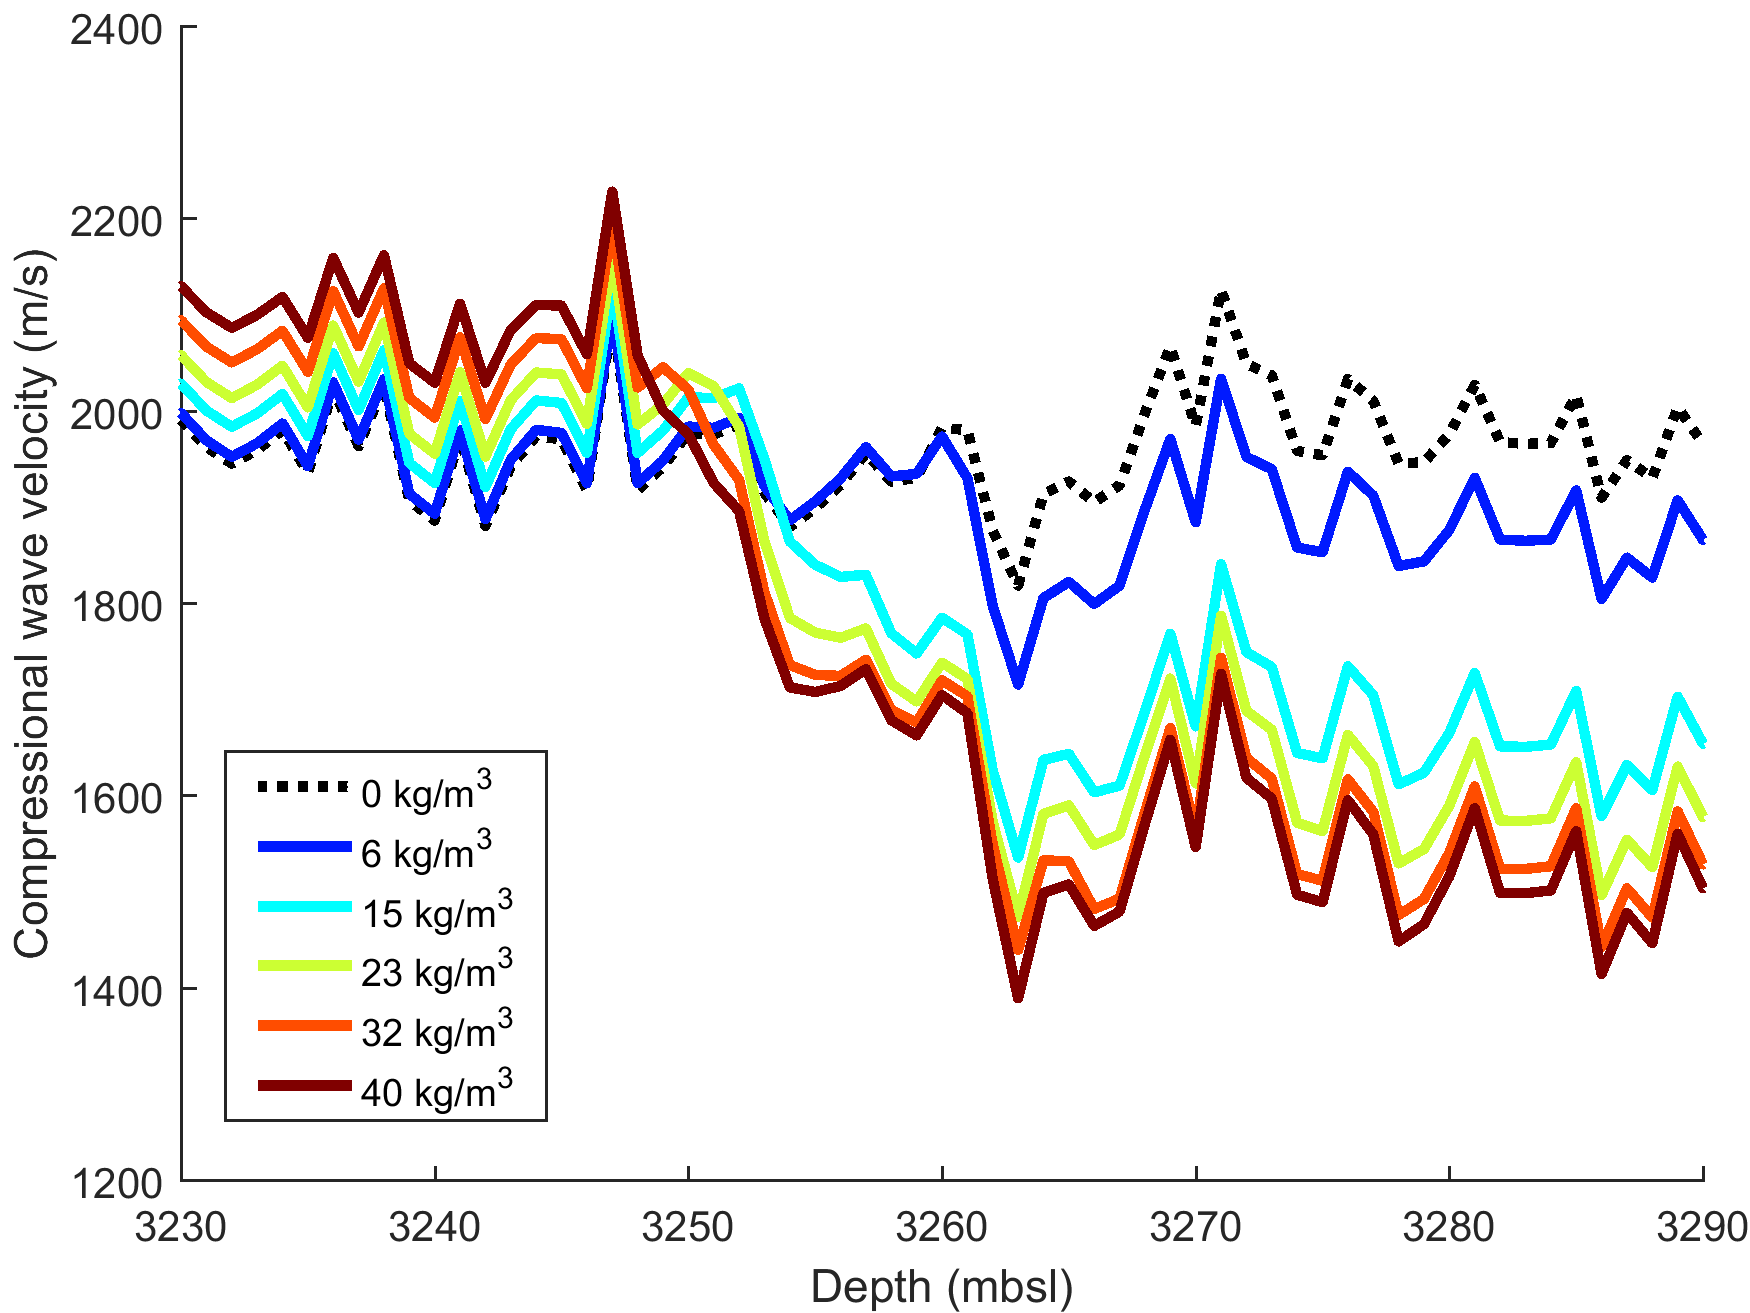 2400
2200
2000
1800
1600
1400
1200
Compressional wave velocity (m/s)
0 kg/m³
6 kg/m³
15 kg/m³
23 kg/m³
32 kg/m³
40 kg/m³
3230 3240 3250 3260 3270 3280 3290
Depth (mbsl)